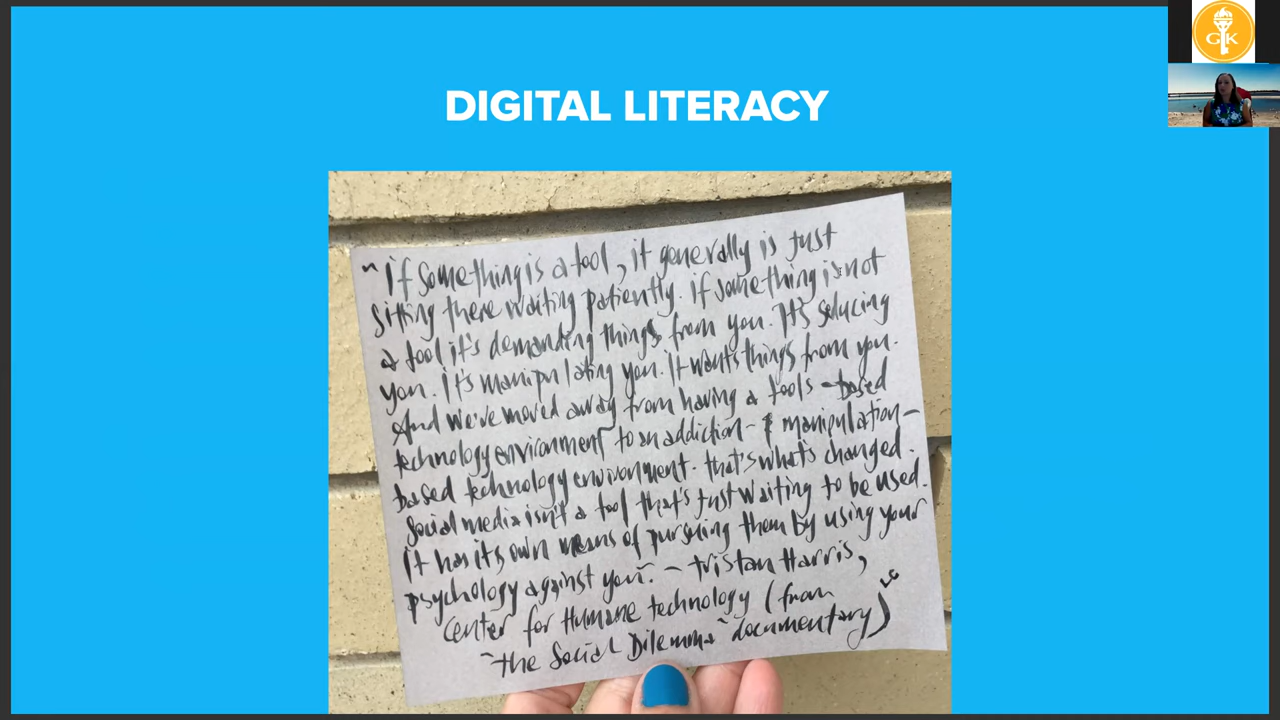 DIGITAL LITERACY
GK
"If something is a tool, it generally is just
sitting there waiting patiently. If something is not
a tool it's demanding things from you. It's seducing
you. It's manipulating you. It wants things from you.
And we've moved away from having a tools-based
technology environment to an addiction- & manipulation-
based technology environment. That's what's changed.
Social media isn't a tool that's just waiting to be used.
It has its own means of pursuing them by using your
psychology against you." - Tristan Harris,
Center for Humane Technology (from
"The Social Dilemma" documentary)
LG